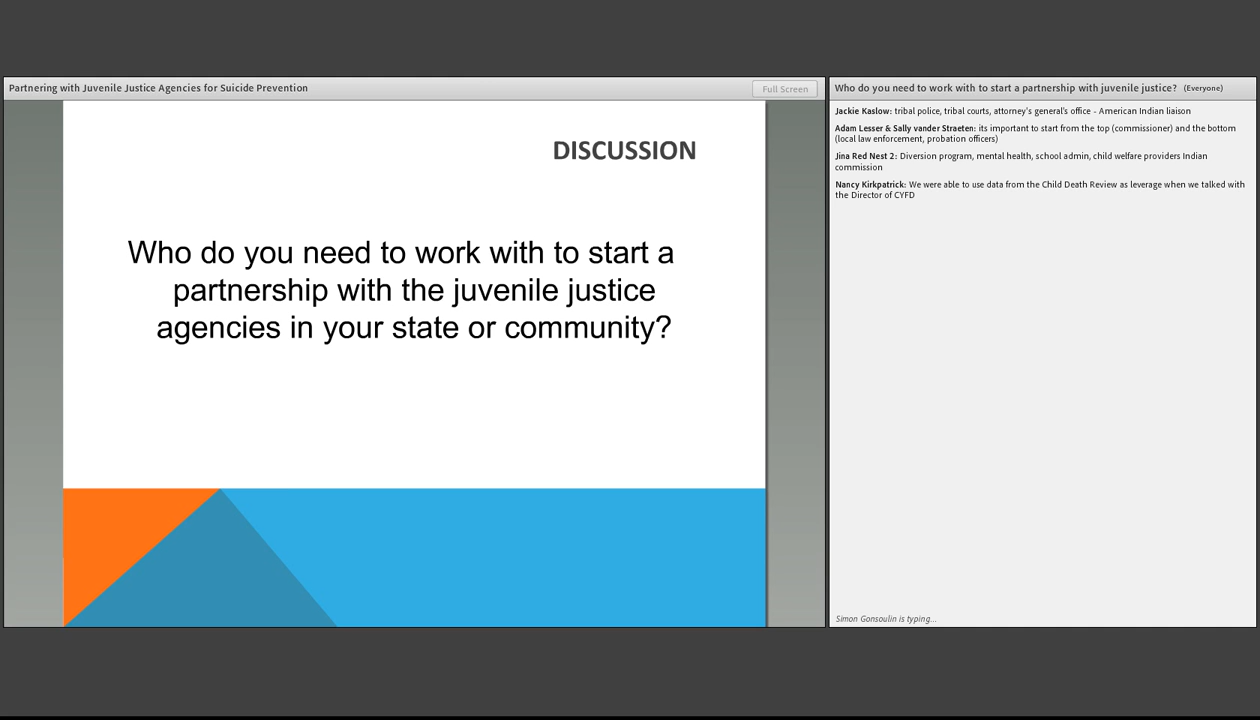 Partnering with Juvenile Justice Agencies for Suicide Prevention
Full Screen
DISCUSSION
Who do you need to work with to start a
partnership with the juvenile justice
agencies in your state or community?
Who do you need to work with to start a partnership with juvenile justice? (Everyone)
Jackie Kaslow: tribal police, tribal courts, attorney's general's office - American Indian liaison
Adam Lesser & Sally vander Straeten: its important to start from the top (commissioner) and the bottom
(local law enforcement, probation officers)
Jina Red Nest 2: Diversion program, mental health, school admin, child welfare providers Indian
commission
Nancy Kirkpatrick: We were able to use data from the Child Death Review as leverage when we talked with
the Director of CYFD
Simon Gonsoulin is typing...